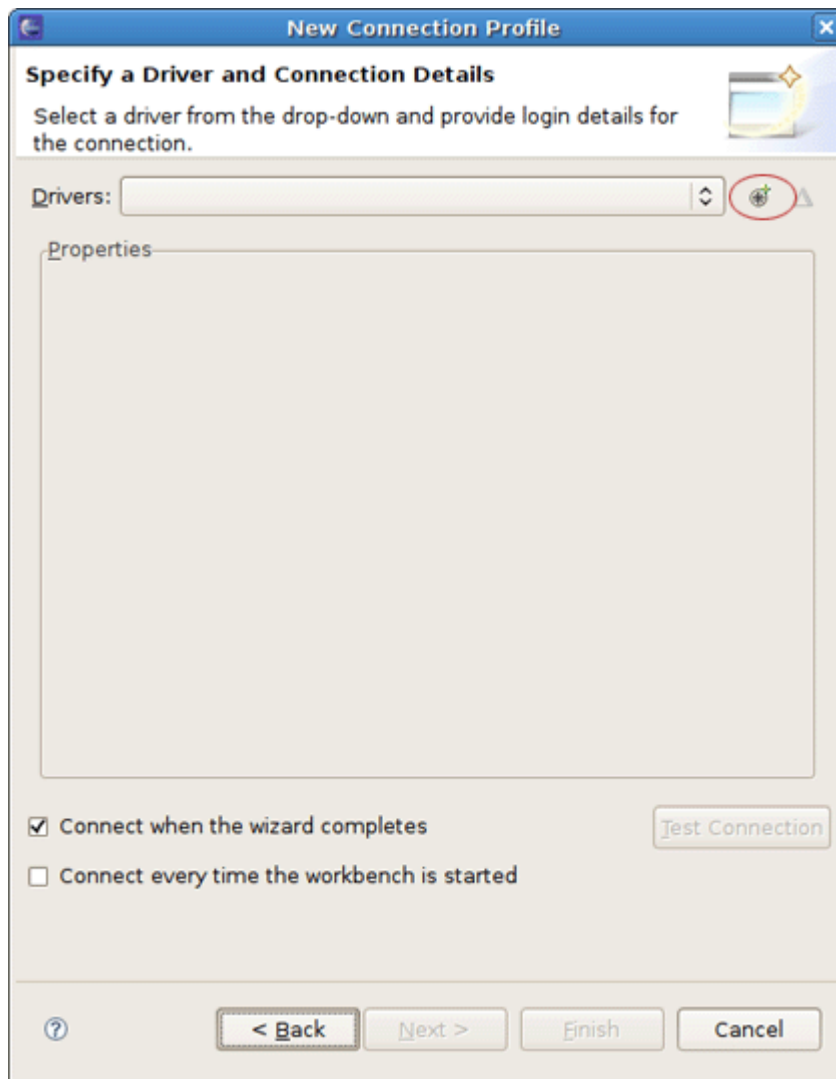 New Connection Profile
Specify a Driver and Connection Details
Select a driver from the drop-down and provide login details for
the connection.
Drivers:
Properties
Connect when the wizard completes
Test Connection
Connect every time the workbench is started
< Back
Next >
Finish
Cancel